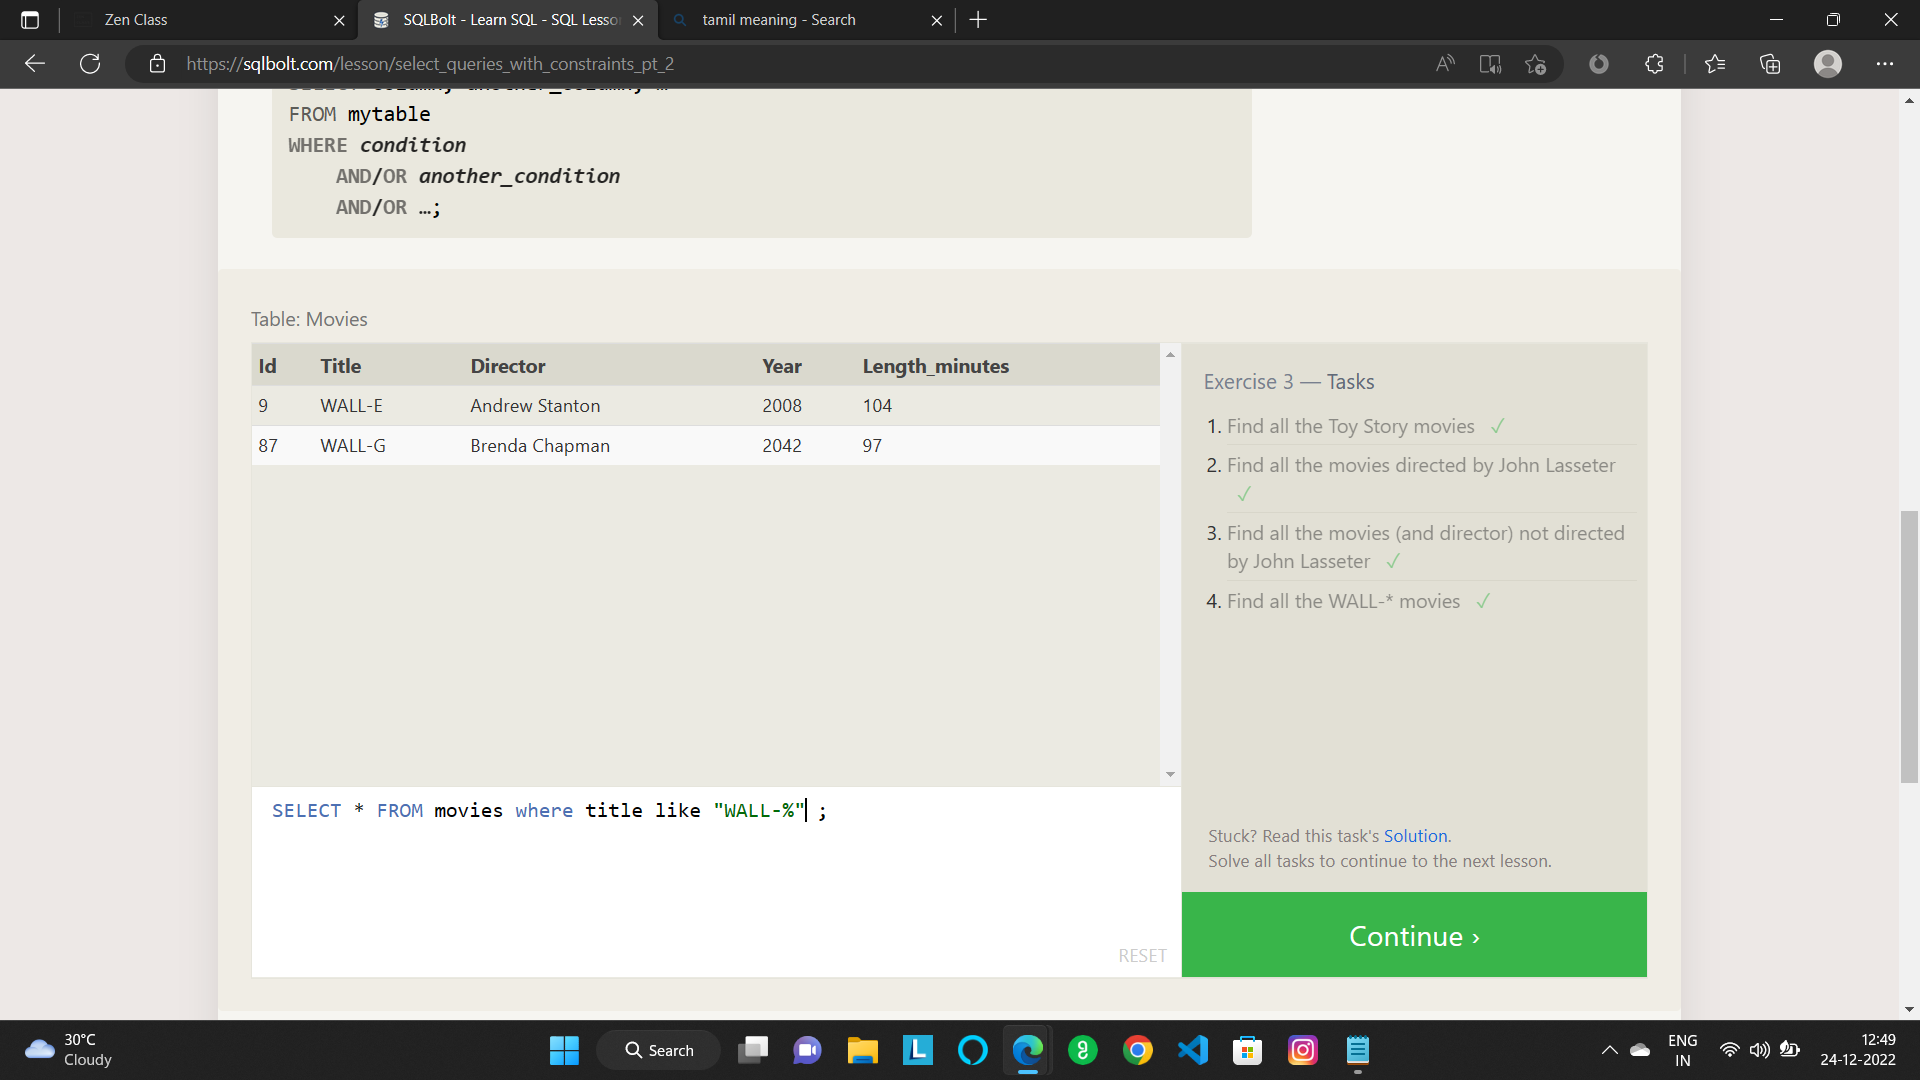 Zen Class
SQLBolt - Learn SQL - SQL Lesso
tamil meaning - Search
https://sqlbolt.com/lesson/select_queries_with_constraints_pt_2
FROM mytable
WHERE condition
AND/OR another_condition
AND/OR …;
Table: Movies
Id Title Director Year Length_minutes
9 WALL-E Andrew Stanton 2008 104
87 WALL-G Brenda Chapman 2042 97
SELECT * FROM movies where title like "WALL-%" ;
RESET
Exercise 3 — Tasks
1. Find all the Toy Story movies ✓
2. Find all the movies directed by John Lasseter
✓
3. Find all the movies (and director) not directed
by John Lasseter ✓
4. Find all the WALL-* movies ✓
Stuck? Read this task's Solution.
Solve all tasks to continue to the next lesson.
Continue ›
30°C
Cloudy
Search
ENG
IN
12:49
24-12-2022